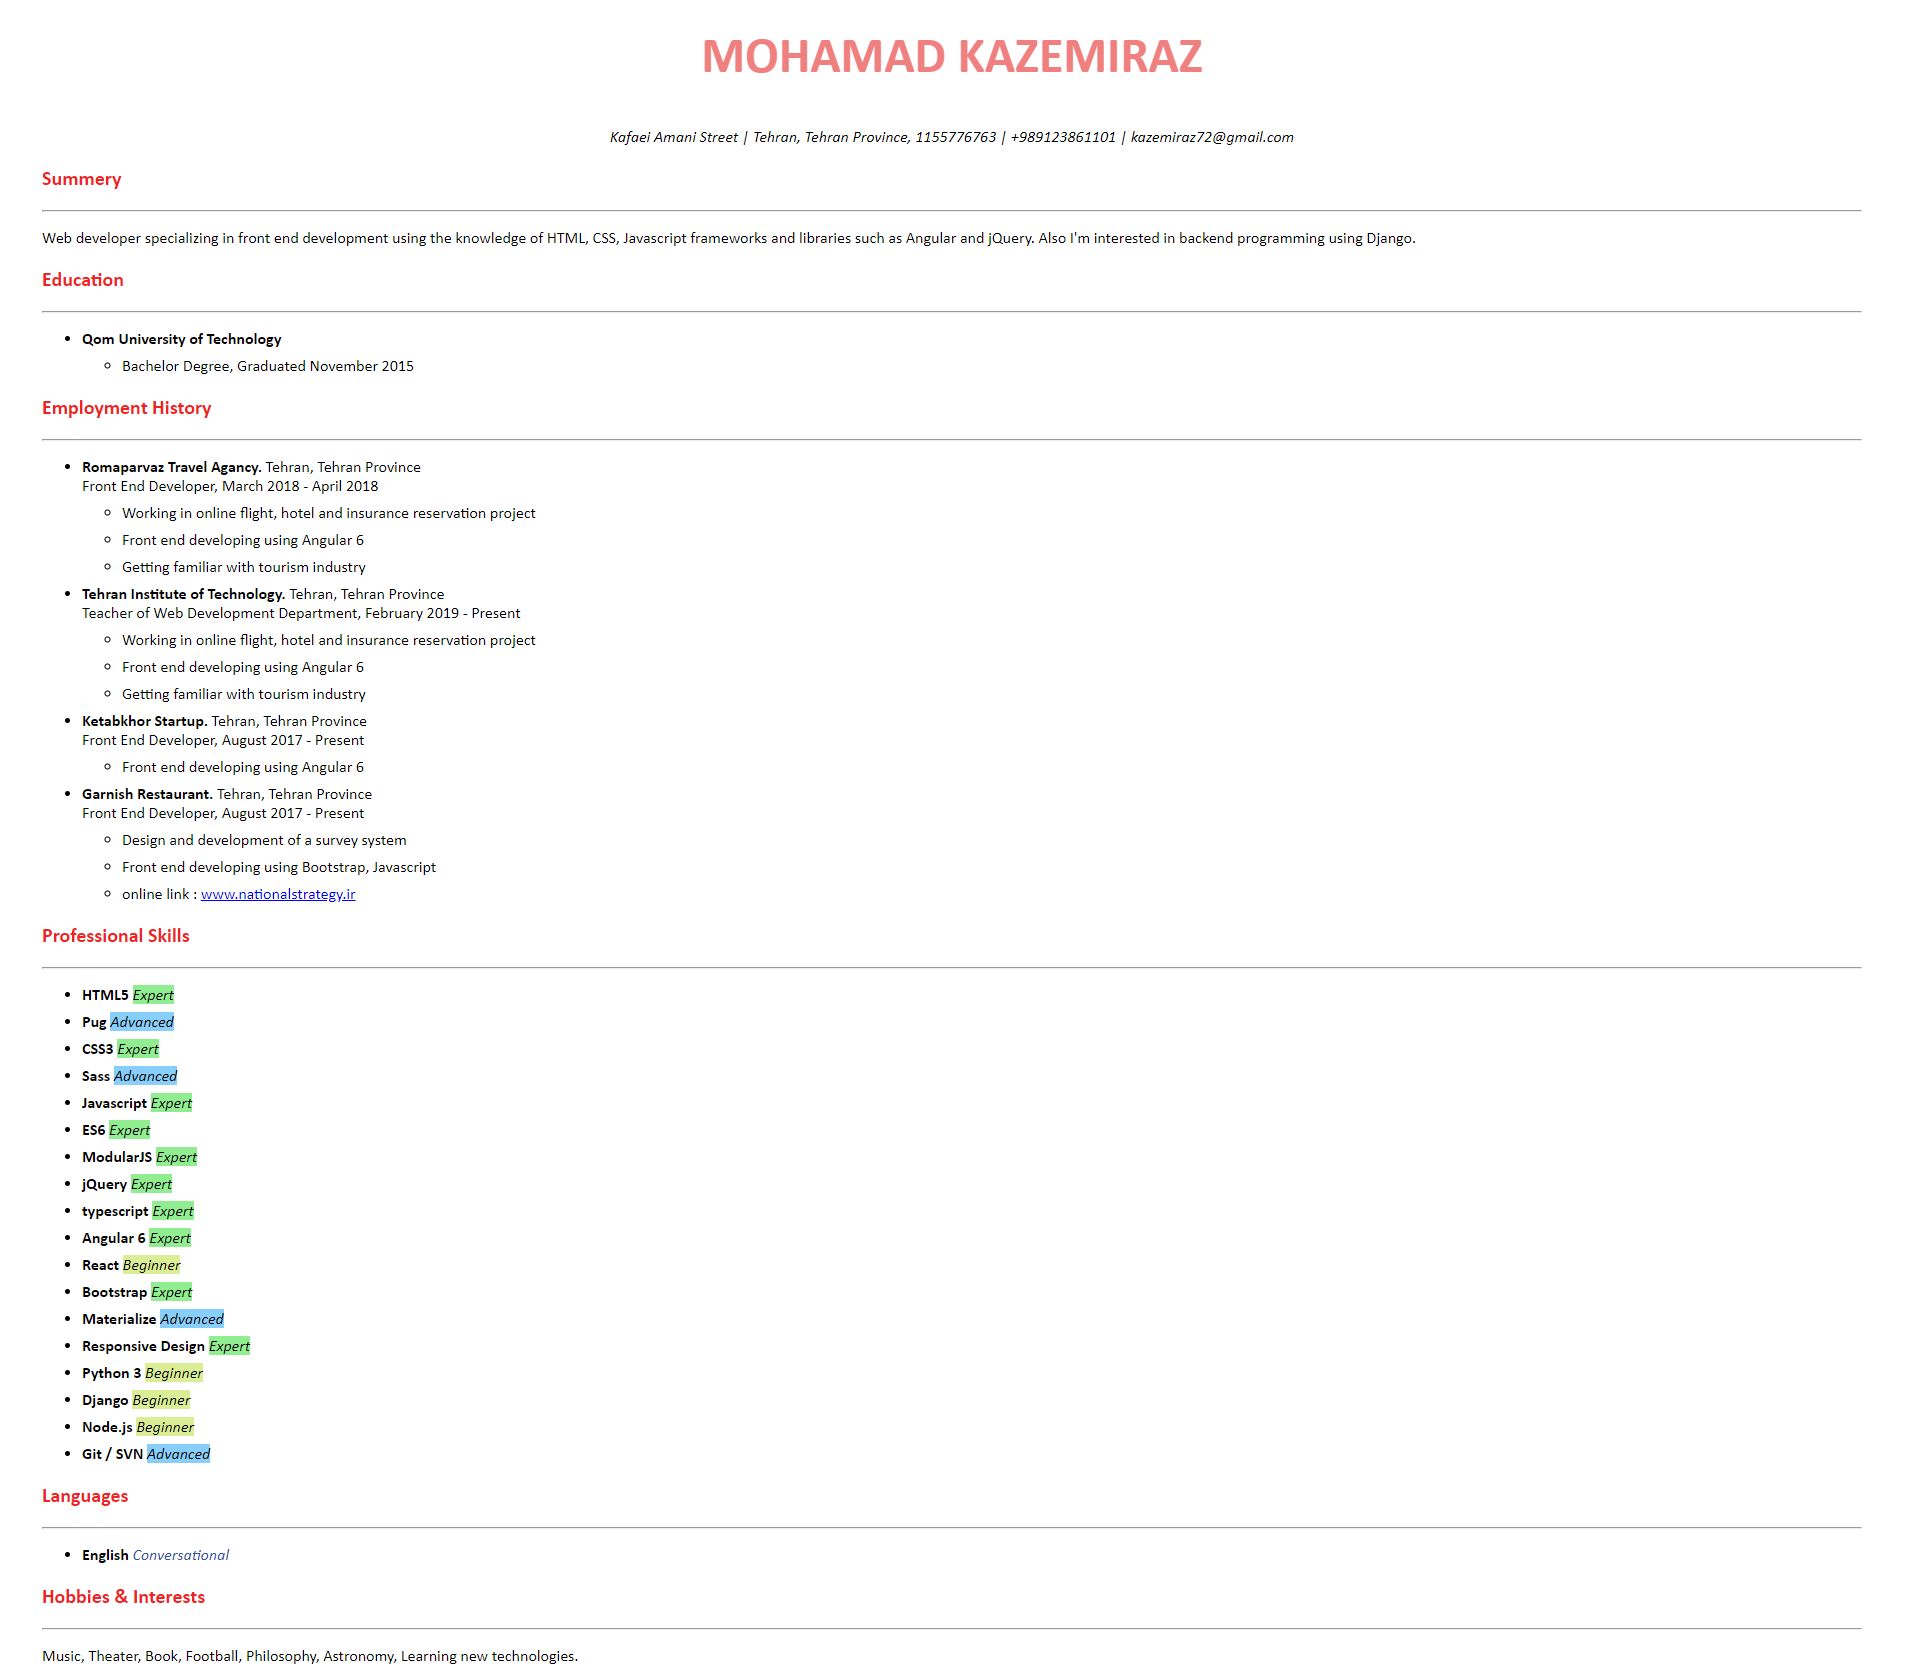 MOHAMAD KAZEMIRAZ
Kafaei Amani Street | Tehran, Tehran Province, 1155776763 | +989123861101 | kazemiraz72@gmail.com
Summery
Web developer specializing in front end development using the knowledge of HTML, CSS, Javascript frameworks and libraries such as Angular and jQuery. Also I'm interested in backend programming using Django.
Education
Qom University of Technology
Bachelor Degree, Graduated November 2015
Employment History
Romaparvaz Travel Agancy. Tehran, Tehran Province
Front End Developer, March 2018 - April 2018
Working in online flight, hotel and insurance reservation project
Front end developing using Angular 6
Getting familiar with tourism industry
Tehran Institute of Technology. Tehran, Tehran Province
Teacher of Web Development Department, February 2019 - Present
Working in online flight, hotel and insurance reservation project
Front end developing using Angular 6
Getting familiar with tourism industry
Ketabkhor Startup. Tehran, Tehran Province
Front End Developer, August 2017 - Present
Front end developing using Angular 6
Garnish Restaurant. Tehran, Tehran Province
Front End Developer, August 2017 - Present
Design and development of a survey system
Front end developing using Bootstrap, Javascript
online link : www.nationalstrategy.ir
Professional Skills
HTML5 Expert
Pug Advanced
CSS3 Expert
Sass Advanced
Javascript Expert
ES6 Expert
ModularJS Expert
jQuery Expert
typescript Expert
Angular 6 Expert
React Beginner
Bootstrap Expert
Materialize Advanced
Responsive Design Expert
Python 3 Beginner
Django Beginner
Node.js Beginner
Git / SVN Advanced
Languages
English Conversational
Hobbies & Interests
Music, Theater, Book, Football, Philosophy, Astronomy, Learning new technologies.